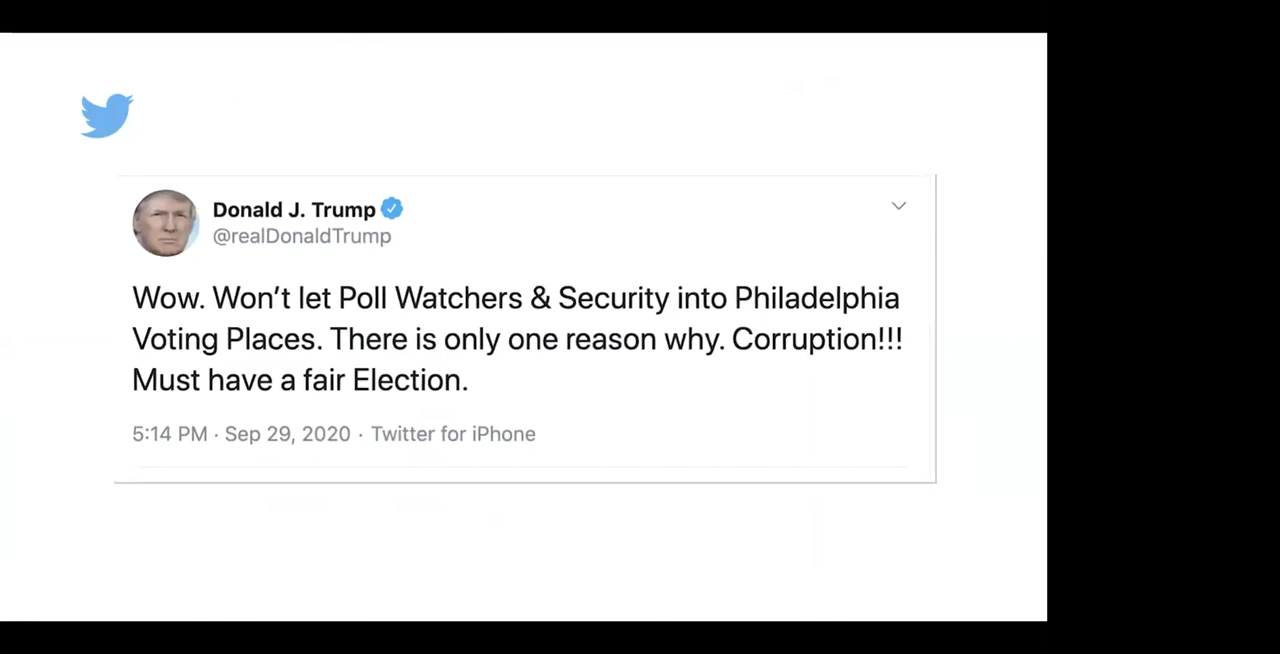 Donald J. Trump
@realDonaldTrump
Wow. Won’t let Poll Watchers & Security into Philadelphia
Voting Places. There is only one reason why. Corruption!!!
Must have a fair Election.
5:14 PM · Sep 29, 2020 · Twitter for iPhone